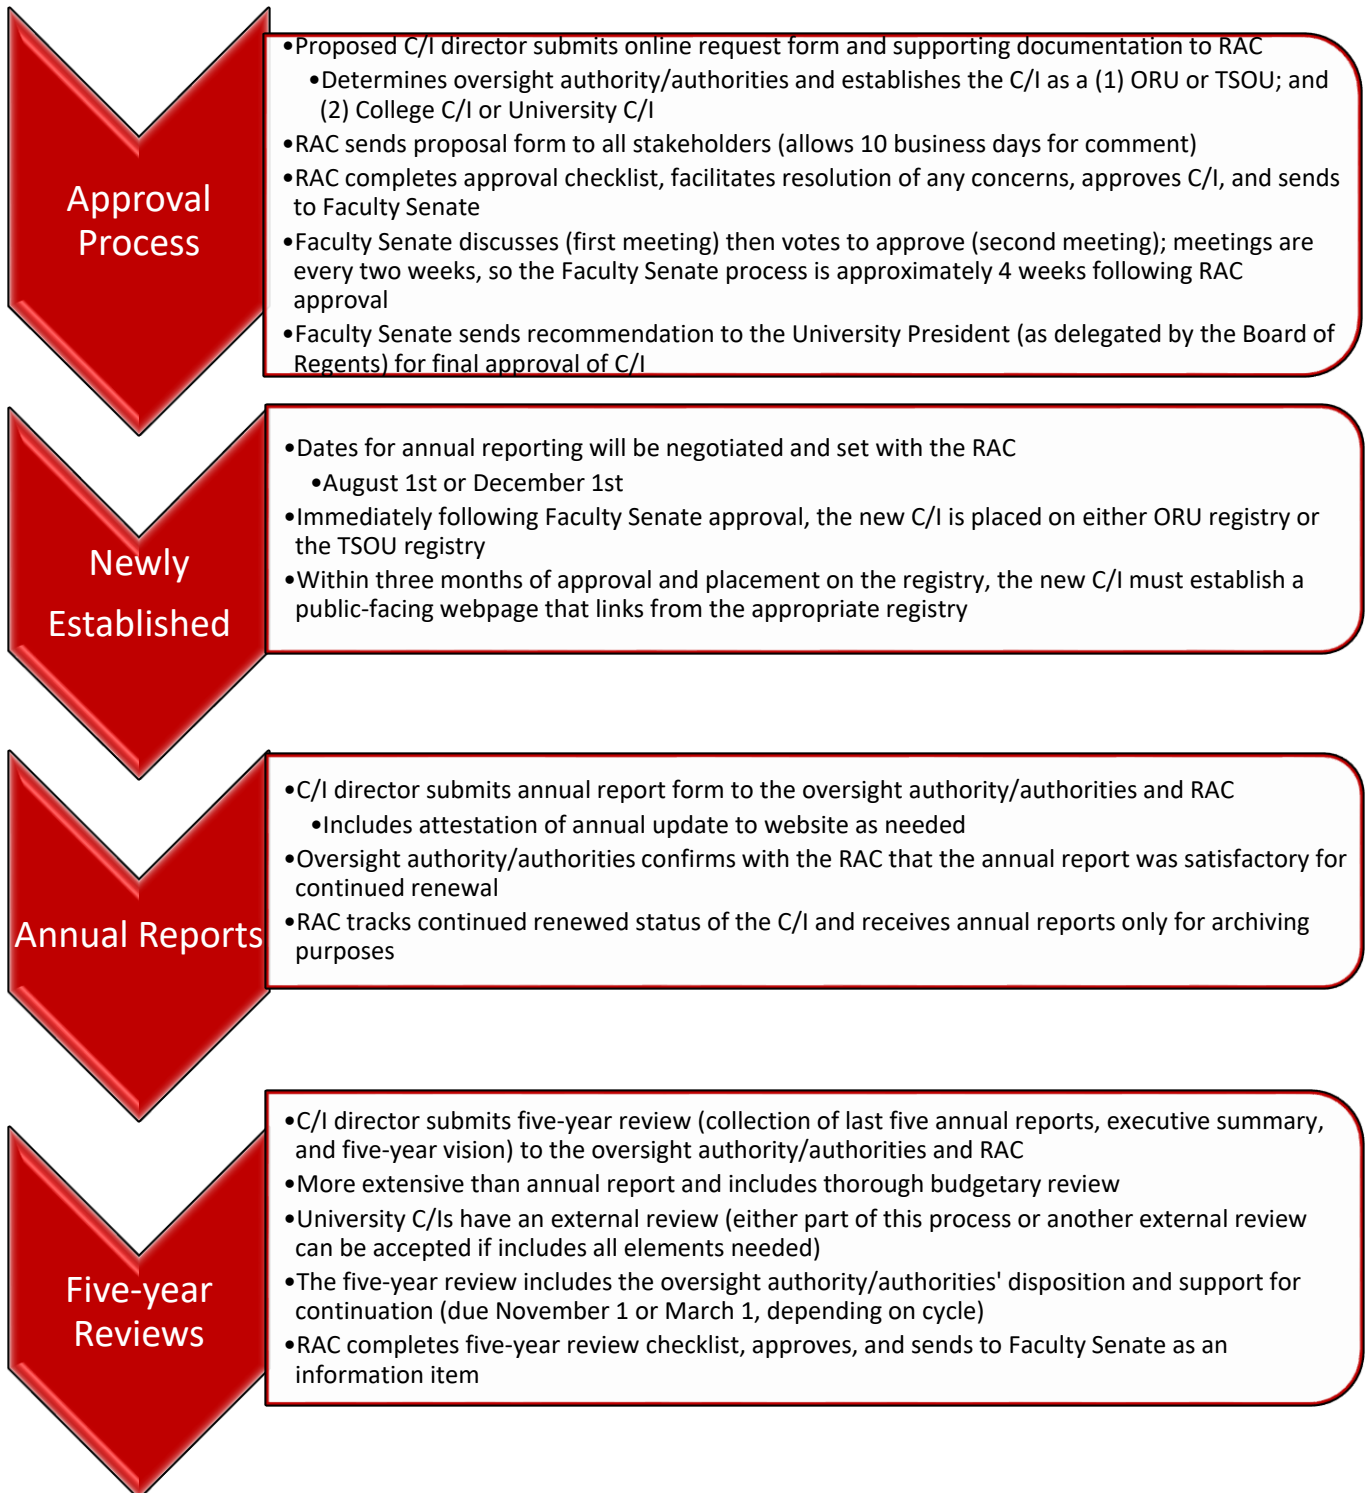 Approval
Process
•Proposed C/I director submits online request form and supporting documentation to RAC
•Determines oversight authority/authorities and establishes the C/I as a (1) ORU or TSOU; and
(2) College C/I or University C/I
•RAC sends proposal form to all stakeholders (allows 10 business days for comment)
•RAC completes approval checklist, facilitates resolution of any concerns, approves C/I, and sends
to Faculty Senate
•Faculty Senate discusses (first meeting) then votes to approve (second meeting); meetings are
every two weeks, so the Faculty Senate process is approximately 4 weeks following RAC
approval
•Faculty Senate sends recommendation to the University President (as delegated by the Board of
Regents) for final approval of C/I
Newly
Established
•Dates for annual reporting will be negotiated and set with the RAC
•August 1st or December 1st
•Immediately following Faculty Senate approval, the new C/I is placed on either ORU registry or
the TSOU registry
•Within three months of approval and placement on the registry, the new C/I must establish a
public-facing webpage that links from the appropriate registry
Annual Reports
•C/I director submits annual report form to the oversight authority/authorities and RAC
•Includes attestation of annual update to website as needed
•Oversight authority/authorities confirms with the RAC that the annual report was satisfactory for
continued renewal
•RAC tracks continued renewed status of the C/I and receives annual reports only for archiving
purposes
Five-year
Reviews
•C/I director submits five-year review (collection of last five annual reports, executive summary,
and five-year vision) to the oversight authority/authorities and RAC
•More extensive than annual report and includes thorough budgetary review
•University C/Is have an external review (either part of this process or another external review
can be accepted if includes all elements needed)
•The five-year review includes the oversight authority/authorities' disposition and support for
continuation (due November 1 or March 1, depending on cycle)
•RAC completes five-year review checklist, approves, and sends to Faculty Senate as an
information item